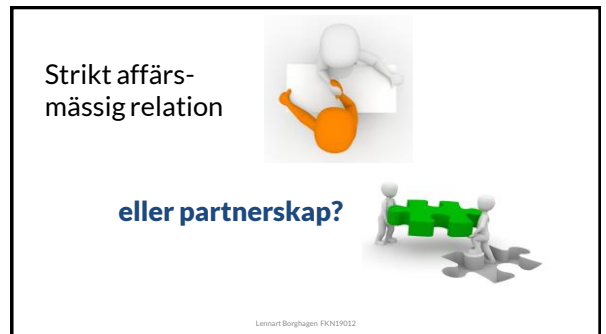 Strikt affärs-
mässig relation
eller partnerskap?
Lennart Borghagen FKN19012